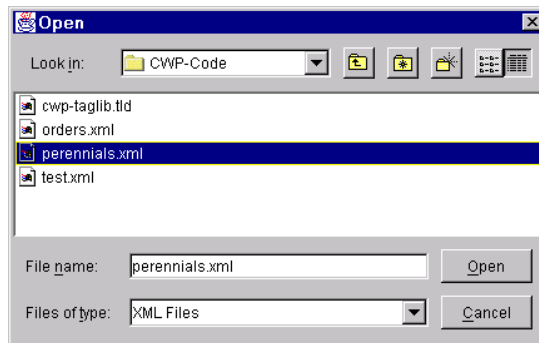 Open
Look in: CWP-Code
cwp-taglib.tld
orders.xml
perennials.xml
test.xml
File name: perennials.xml Open
Files of type: XML Files Cancel